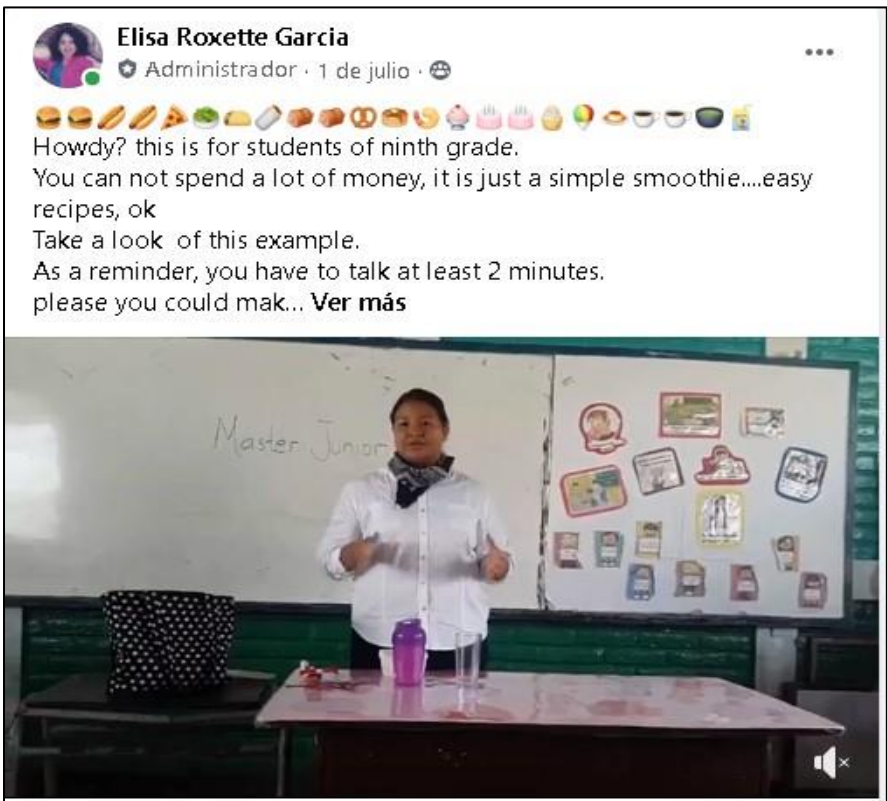 Elisa Roxette Garcia
Administrador · 1 de julio ·
Howdy? this is for students of ninth grade.
You can not spend a lot of money, it is just a simple smoothie....easy
recipes, ok
Take a look of this example.
As a reminder, you have to talk at least 2 minutes.
please you could mak... Ver más
Master Junior